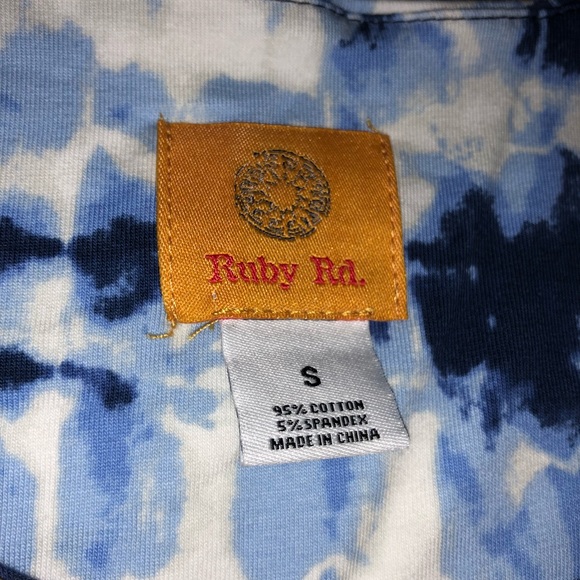 Ruby Rd.
S
95% COTTON
5% SPANDEX
MADE IN CHINA